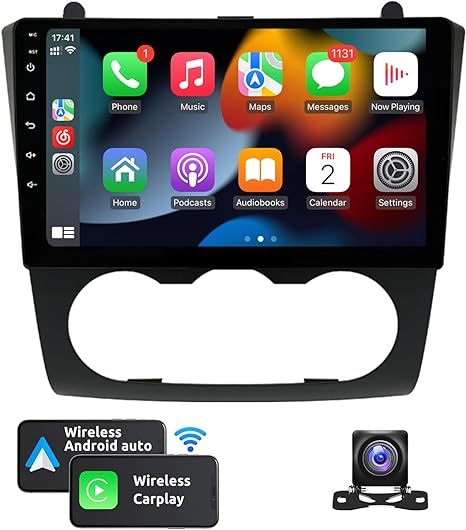 MIC
RST
17:41
1
1131
Phone
Music
Maps
Messages
Now Playing
FRI
2
Home
Podcasts
Audiobooks
Calendar
Settings
Wireless
Android auto
Wireless
Carplay